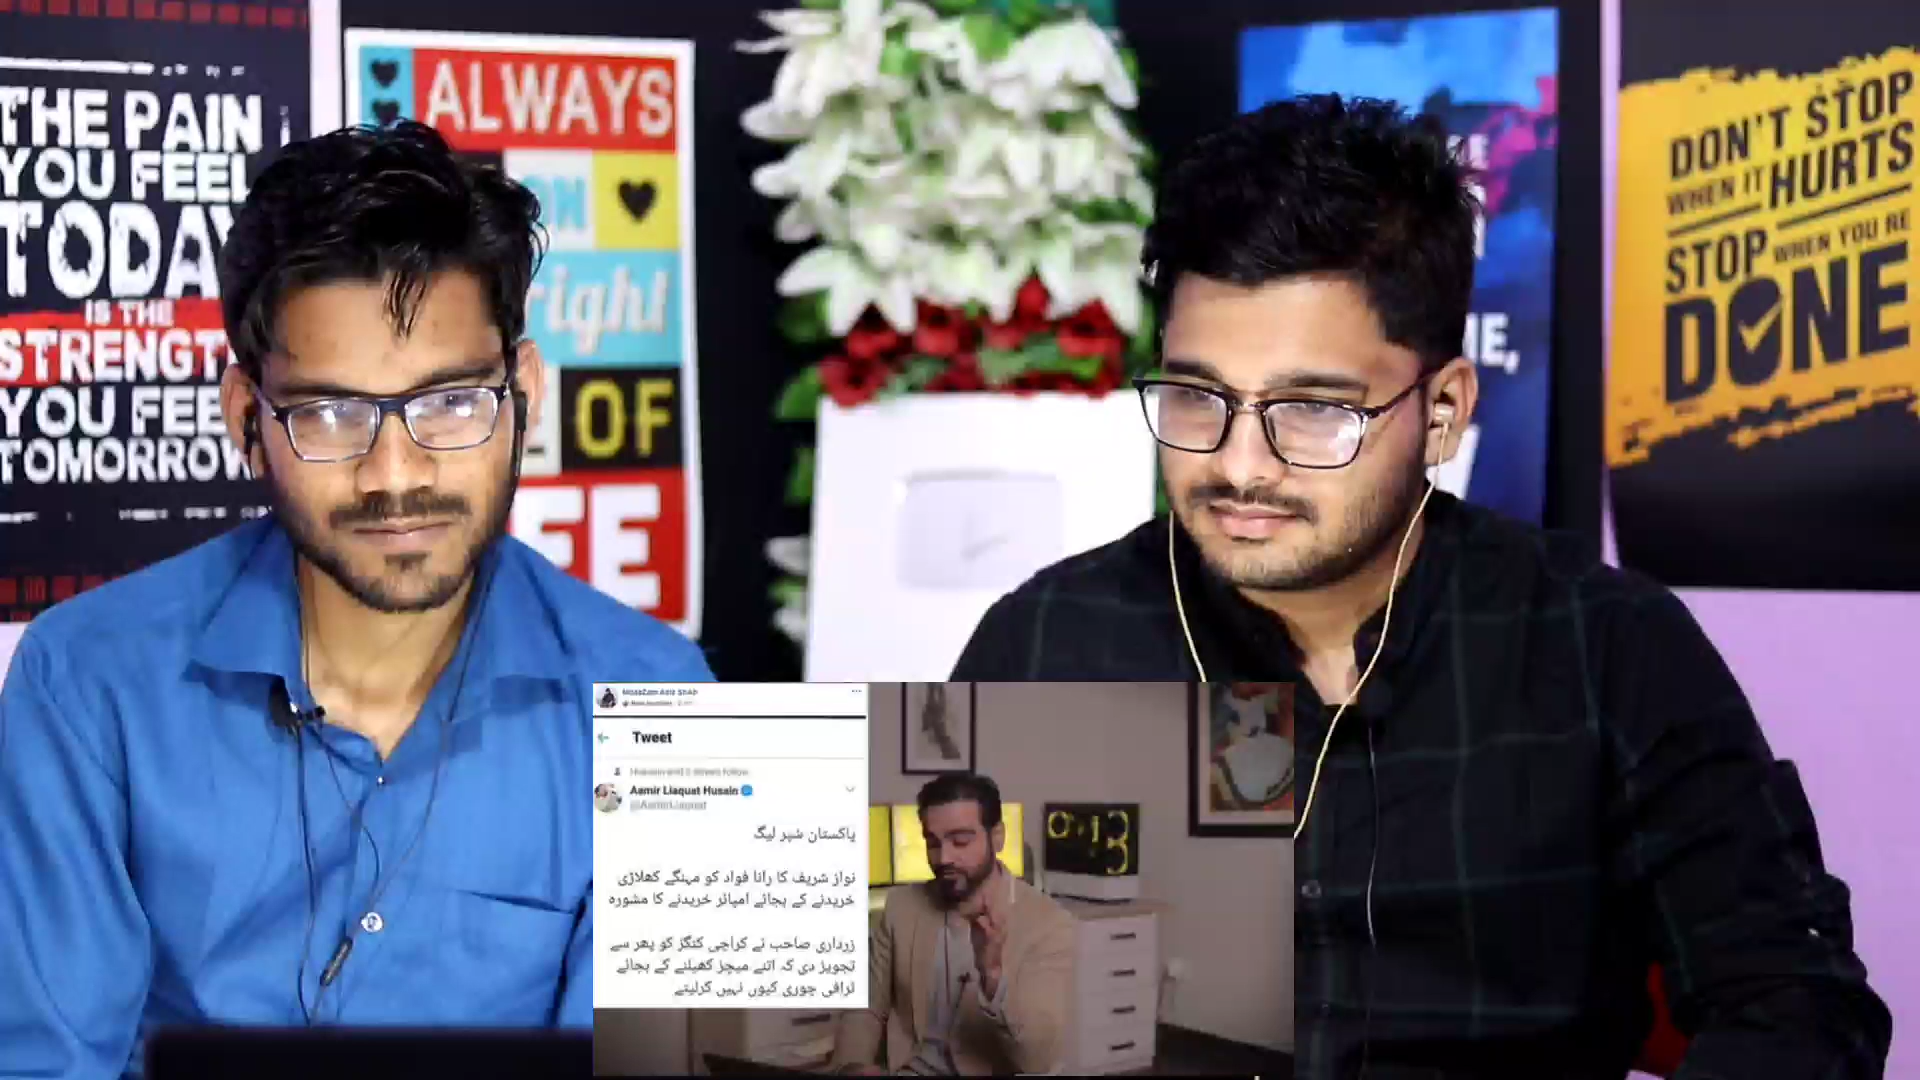 THE PAIN
YOU FEEL
TODAY
IS THE
STRENGT
YOU FEE
TOMORROW
ALWAYS
ON
right
OF
FE
DON'T STOP
WHEN IT HURTS
STOP WHEN YOU'RE
DONE
Tweet
Aamir Liaquat Husain
@AamirLiaquat
پاکستان سُپر لیگ
نواز شریف کا رانا فواد کو مہنگے کھلاڑی
خریدنے کے بجائے امپائر خریدنے کا مشورہ
زرداری صاحب نے کراچی کنگز کو پھر سے
تجویز دی کہ اتنے میچز کھیلنے کے بجائے
ٹرافی چوری کیوں نہیں کرلیتے